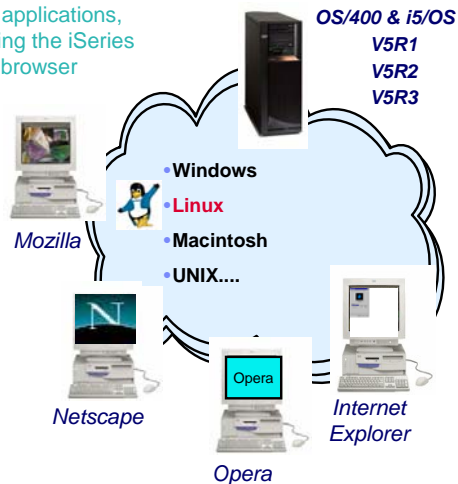 applications,
ing the iSeries
browser
OS/400 & i5/OS
V5R1
V5R2
V5R3
•Windows
•Linux
•Macintosh
•UNIX....
Mozilla
N
Netscape
Opera
Opera
Internet
Explorer